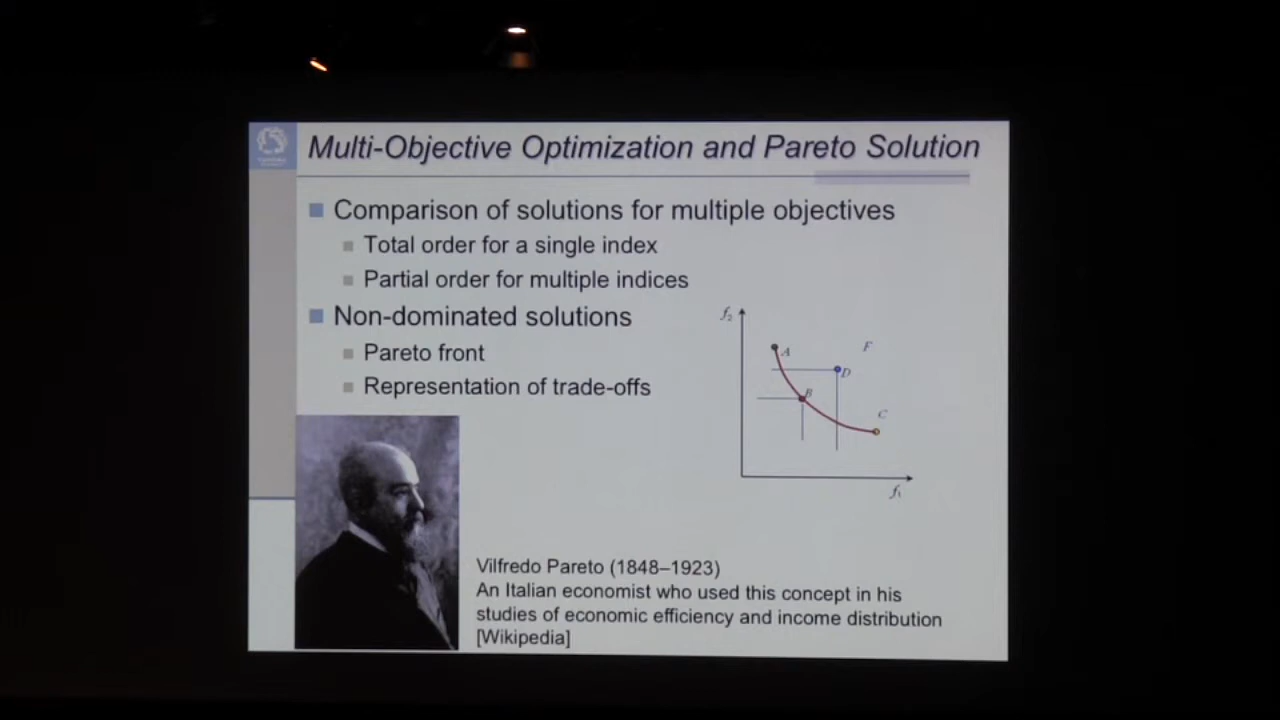 Multi-Objective Optimization and Pareto Solution
Comparison of solutions for multiple objectives
Total order for a single index
Partial order for multiple indices
Non-dominated solutions
Pareto front
Representation of trade-offs
f₂
A
F
D
B
C
f₁
Vilfredo Pareto (1848–1923)
An Italian economist who used this concept in his
studies of economic efficiency and income distribution
[Wikipedia]